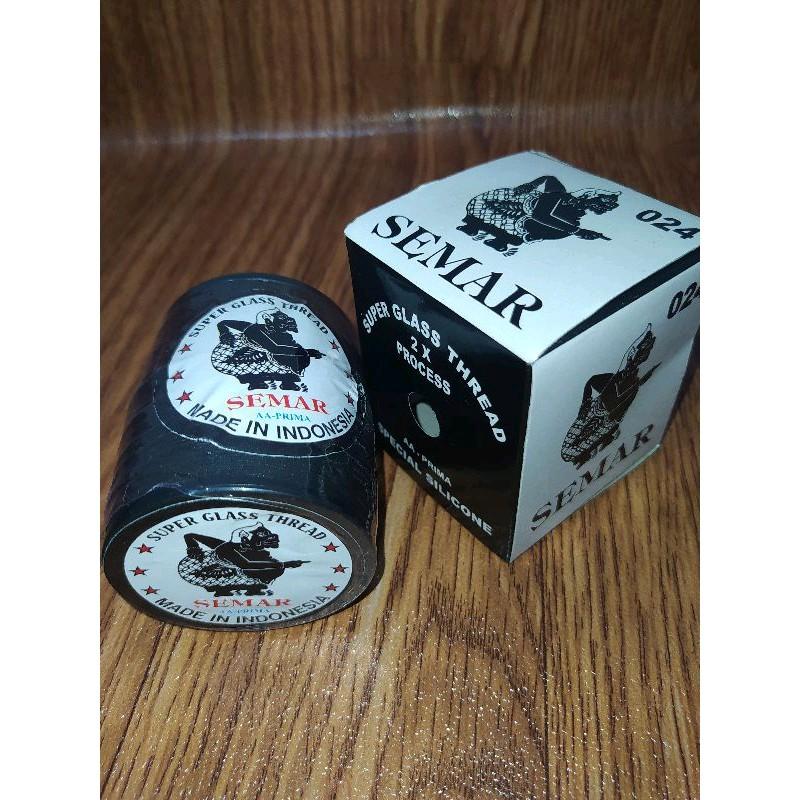 SUPER GLASS THREAD
SEMAR
AA-PRIMA
MADE IN INDONESIA
SUPER GLASS THREAD
SEMAR
AA-PRIMA
MADE IN INDONESIA
024
SEMAR
SUPER GLASS THREAD
2 X
PROCESS
AA. PRIMA
SPECIAL SILICONE
024
SEMAR